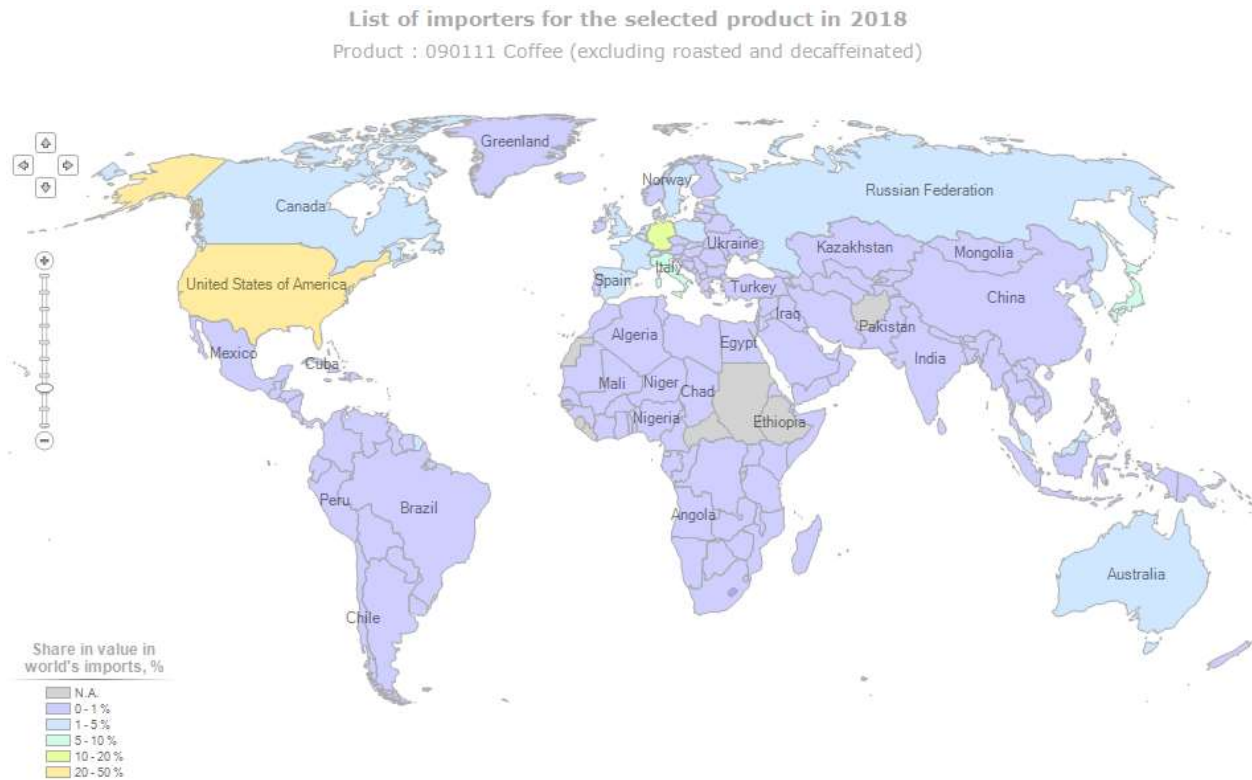 List of importers for the selected product in 2018
Product : 090111 Coffee (excluding roasted and decaffeinated)
Greenland
Norway
Russian Federation
Canada
Ukraine
Kazakhstan
Mongolia
Italy
Spain
United States of America
Turkey
China
Iraq
Pakistan
Algeria
Egypt
Mexico
India
Cuba
Mali
Niger
Chad
Nigeria
Ethiopia
Peru
Brazil
Angola
Australia
Chile
Share in value in
world's imports, %
N.A.
0 - 1 %
1 - 5 %
5 - 10 %
10 - 20 %
20 - 50 %